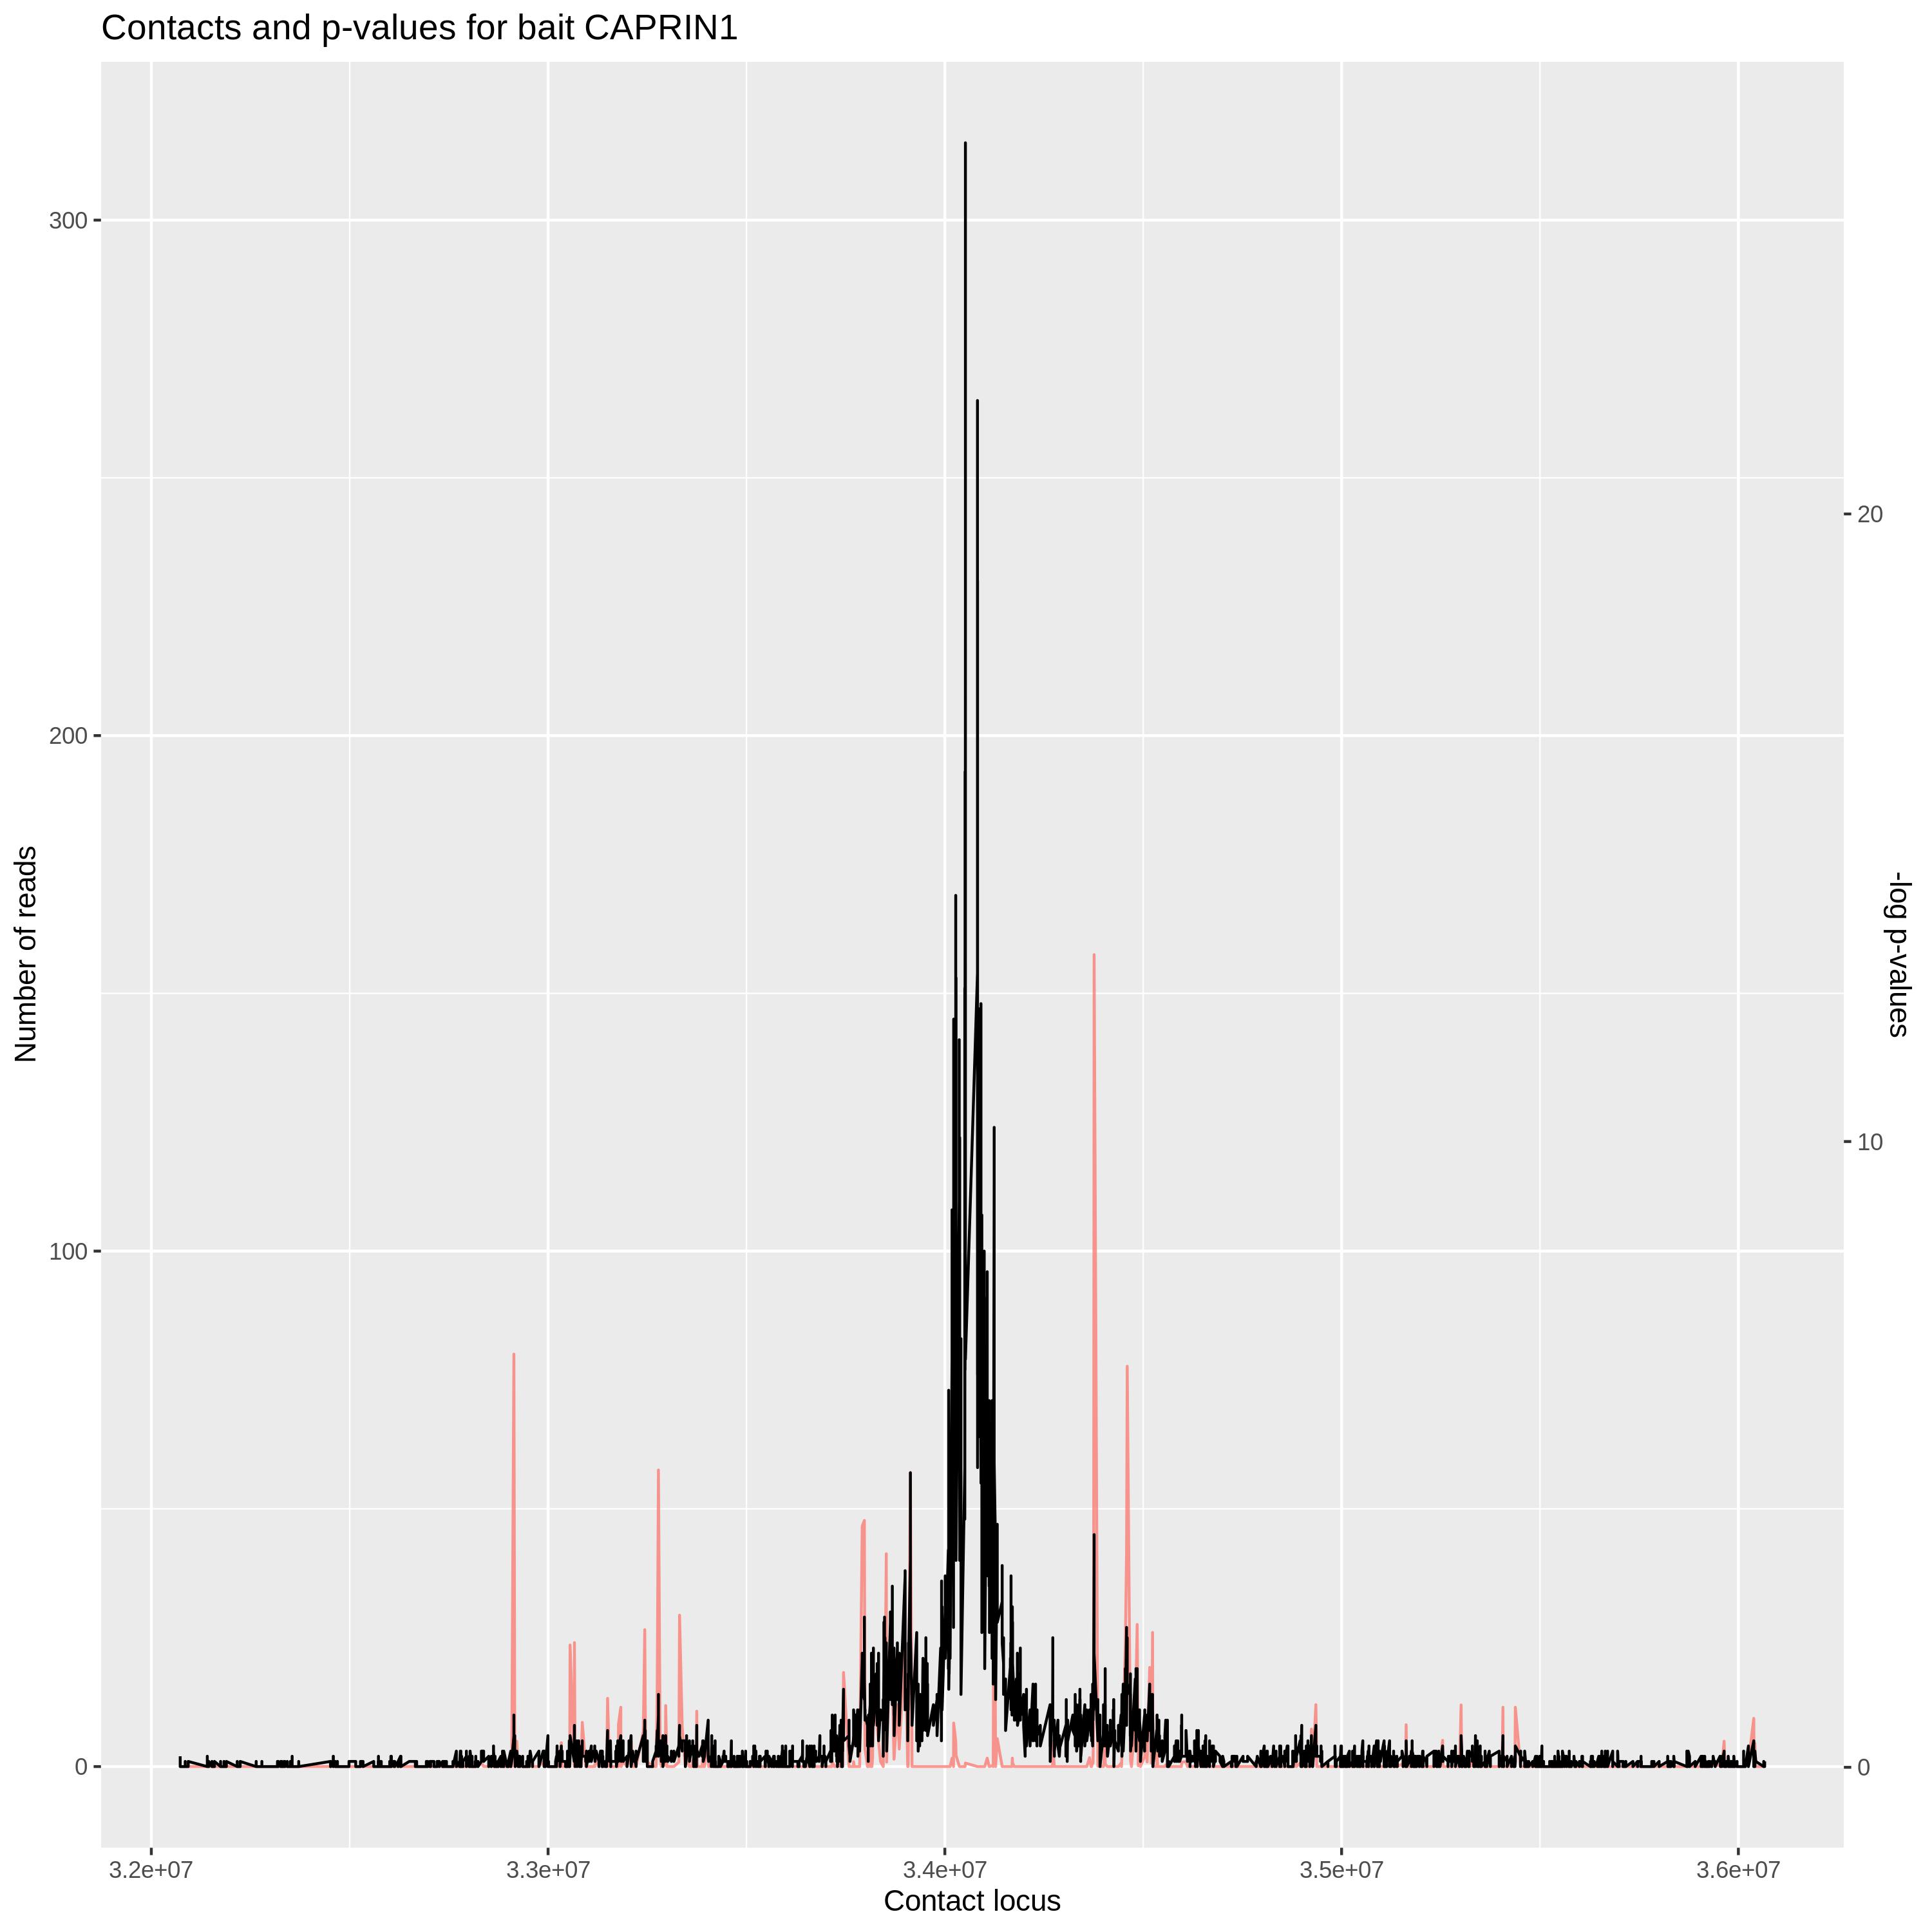 Contacts and p-values for bait CAPRIN1
300
200
100
0
Number of reads
20
10
0
-log p-values
3.2e+07
3.3e+07
3.4e+07
3.5e+07
3.6e+07
Contact locus